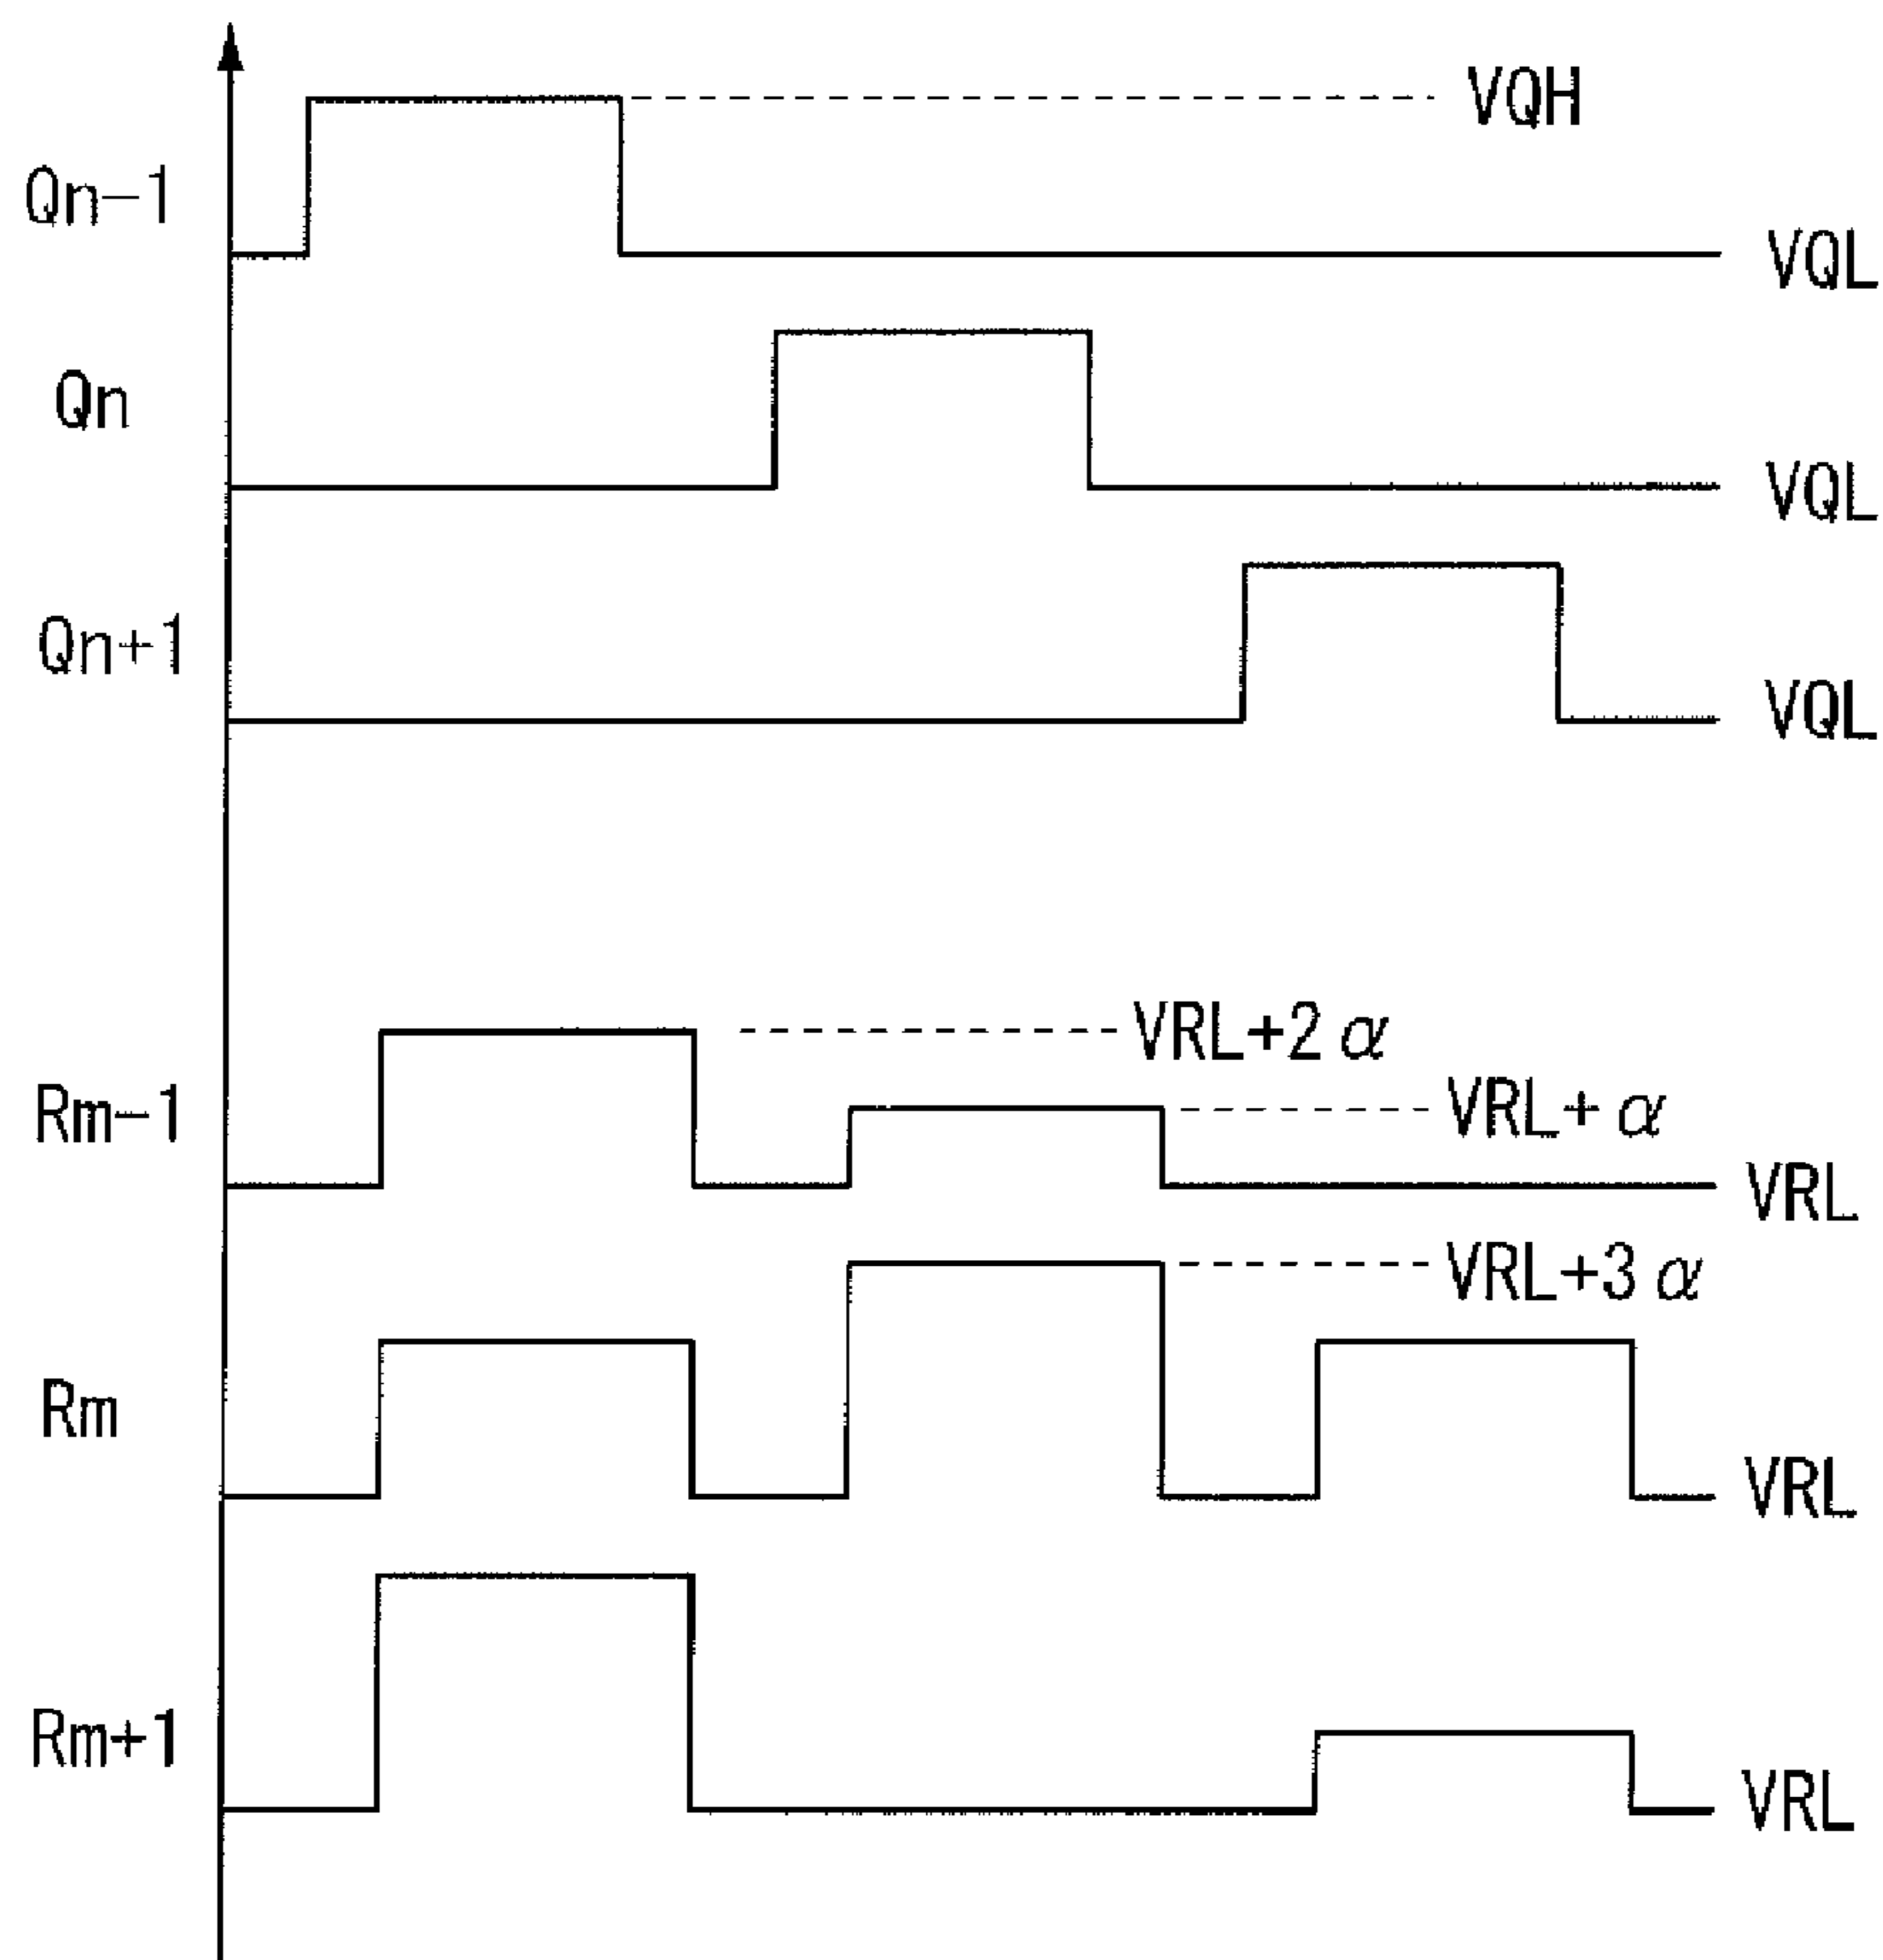 VQH
Qn-1
VQL
Qn
VQL
Qn+1
VQL
VRL+2α
VRL+α
Rm-1
VRL
VRL+3α
Rm
VRL
Rm+1
VRL